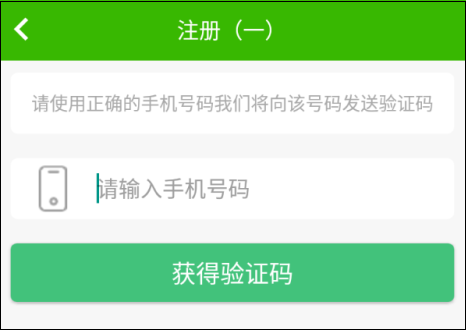 注册（一）
请使用正确的手机号码我们将向该号码发送验证码
请输入手机号码
获得验证码